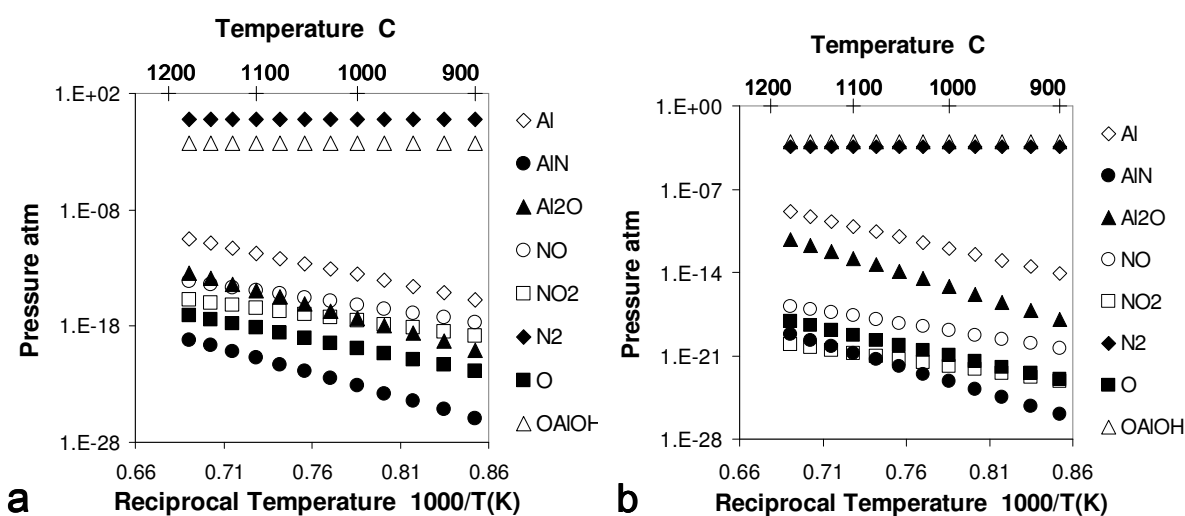 Temperature C
1200 1100 1000 900
1.E+02
1.E-08
1.E-18
1.E-28
Pressure atm
0.66 0.71 0.76 0.81 0.86
Reciprocal Temperature 1000/T(K)
Al
AlN
Al2O
NO
NO2
N2
O
OAlOH
a
Temperature C
1200 1100 1000 900
1.E+00
1.E-07
1.E-14
1.E-21
1.E-28
Pressure atm
0.66 0.71 0.76 0.81 0.86
Reciprocal Temperature 1000/T(K)
Al
AlN
Al2O
NO
NO2
N2
O
OAlOH
b